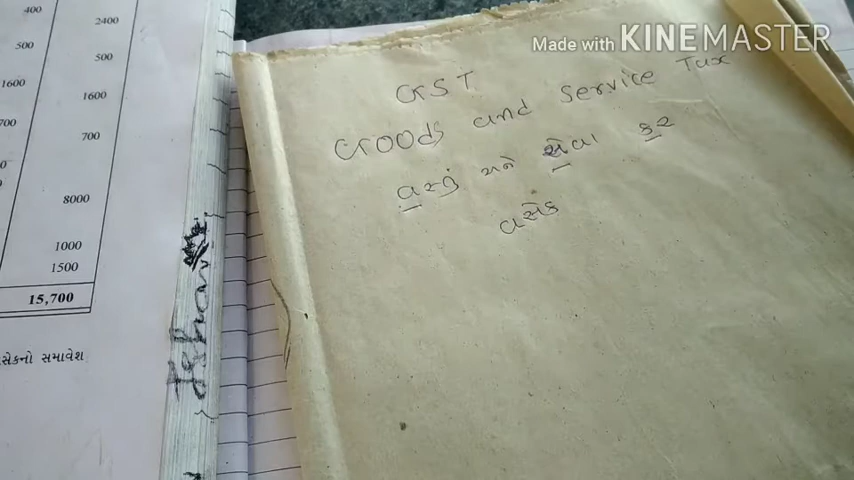 400 2400
500 500
1600 1600
700 700
8000
1000
1500
15,700
સેકનો સમાવેશ
Made with KINEMASTER
GST
Goods and Service Tax
વસ્તુ અને સેવા કર
વસેક